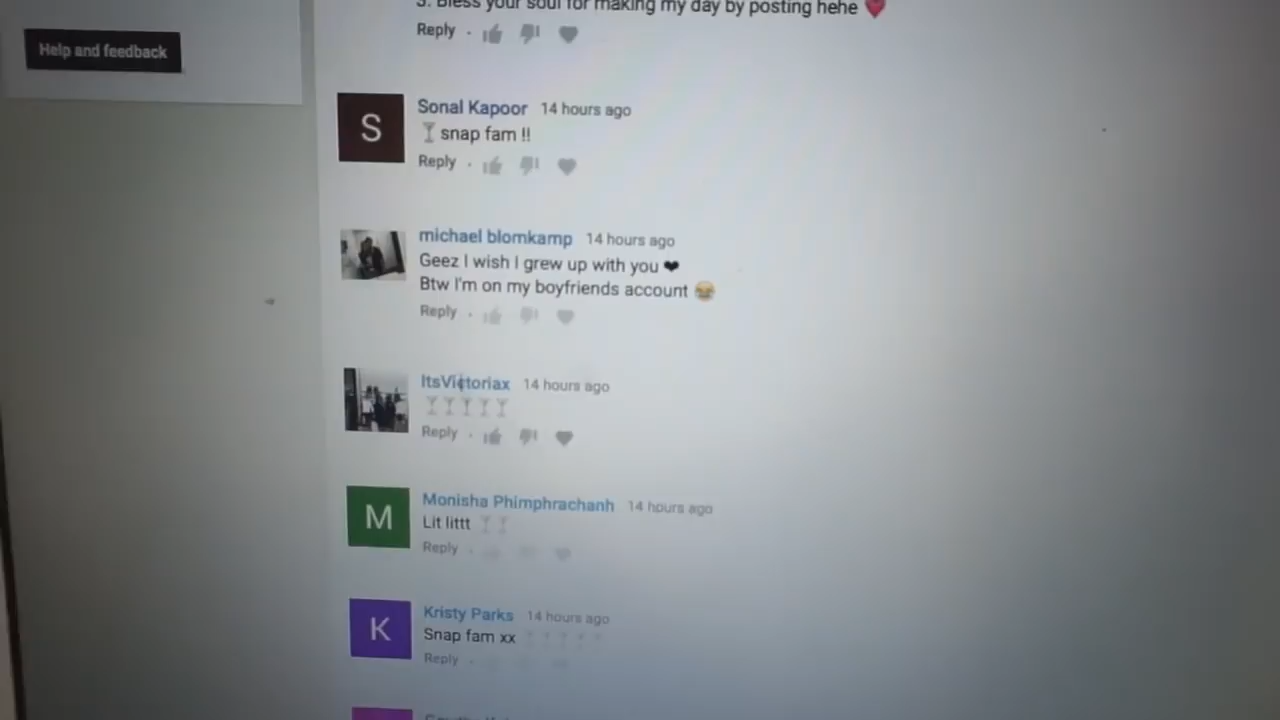 3. Bless your soul for making my day by posting hehe
Reply
Help and feedback
S
Sonal Kapoor 14 hours ago
snap fam !!
Reply
michael blomkamp 14 hours ago
Geez I wish I grew up with you ❤
Btw I'm on my boyfriends account 😂
Reply
ItsVictoriax 14 hours ago
Reply
M
Monisha Phimphrachanh 14 hours ago
Lit littt
Reply
K
Kristy Parks 14 hours ago
Snap fam xx
Reply